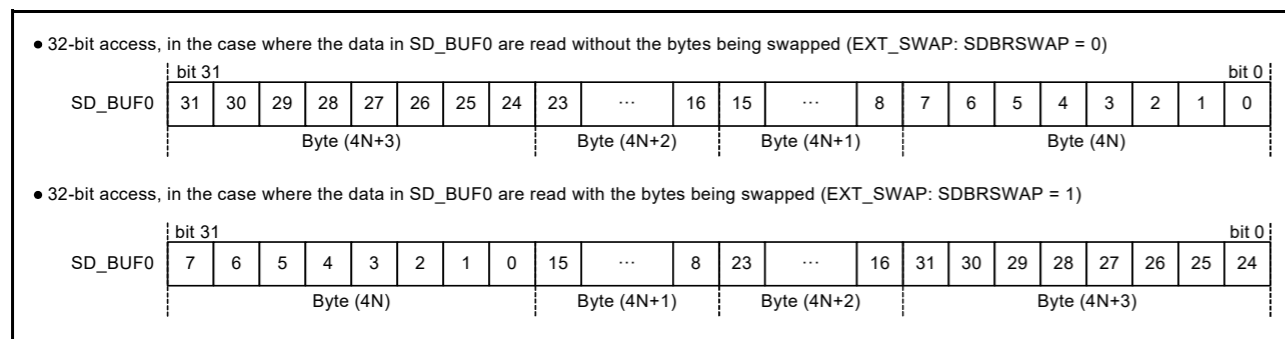 ● 32-bit access, in the case where the data in SD_BUF0 are read without the bytes being swapped (EXT_SWAP: SDBRSWAP = 0)
bit 31 bit 0
SD_BUF0 31 30 29 28 27 26 25 24 23 ··· 16 15 ··· 8 7 6 5 4 3 2 1 0
Byte (4N+3) Byte (4N+2) Byte (4N+1) Byte (4N)
● 32-bit access, in the case where the data in SD_BUF0 are read with the bytes being swapped (EXT_SWAP: SDBRSWAP = 1)
bit 31 bit 0
SD_BUF0 7 6 5 4 3 2 1 0 15 ··· 8 23 ··· 16 31 30 29 28 27 26 25 24
Byte (4N) Byte (4N+1) Byte (4N+2) Byte (4N+3)